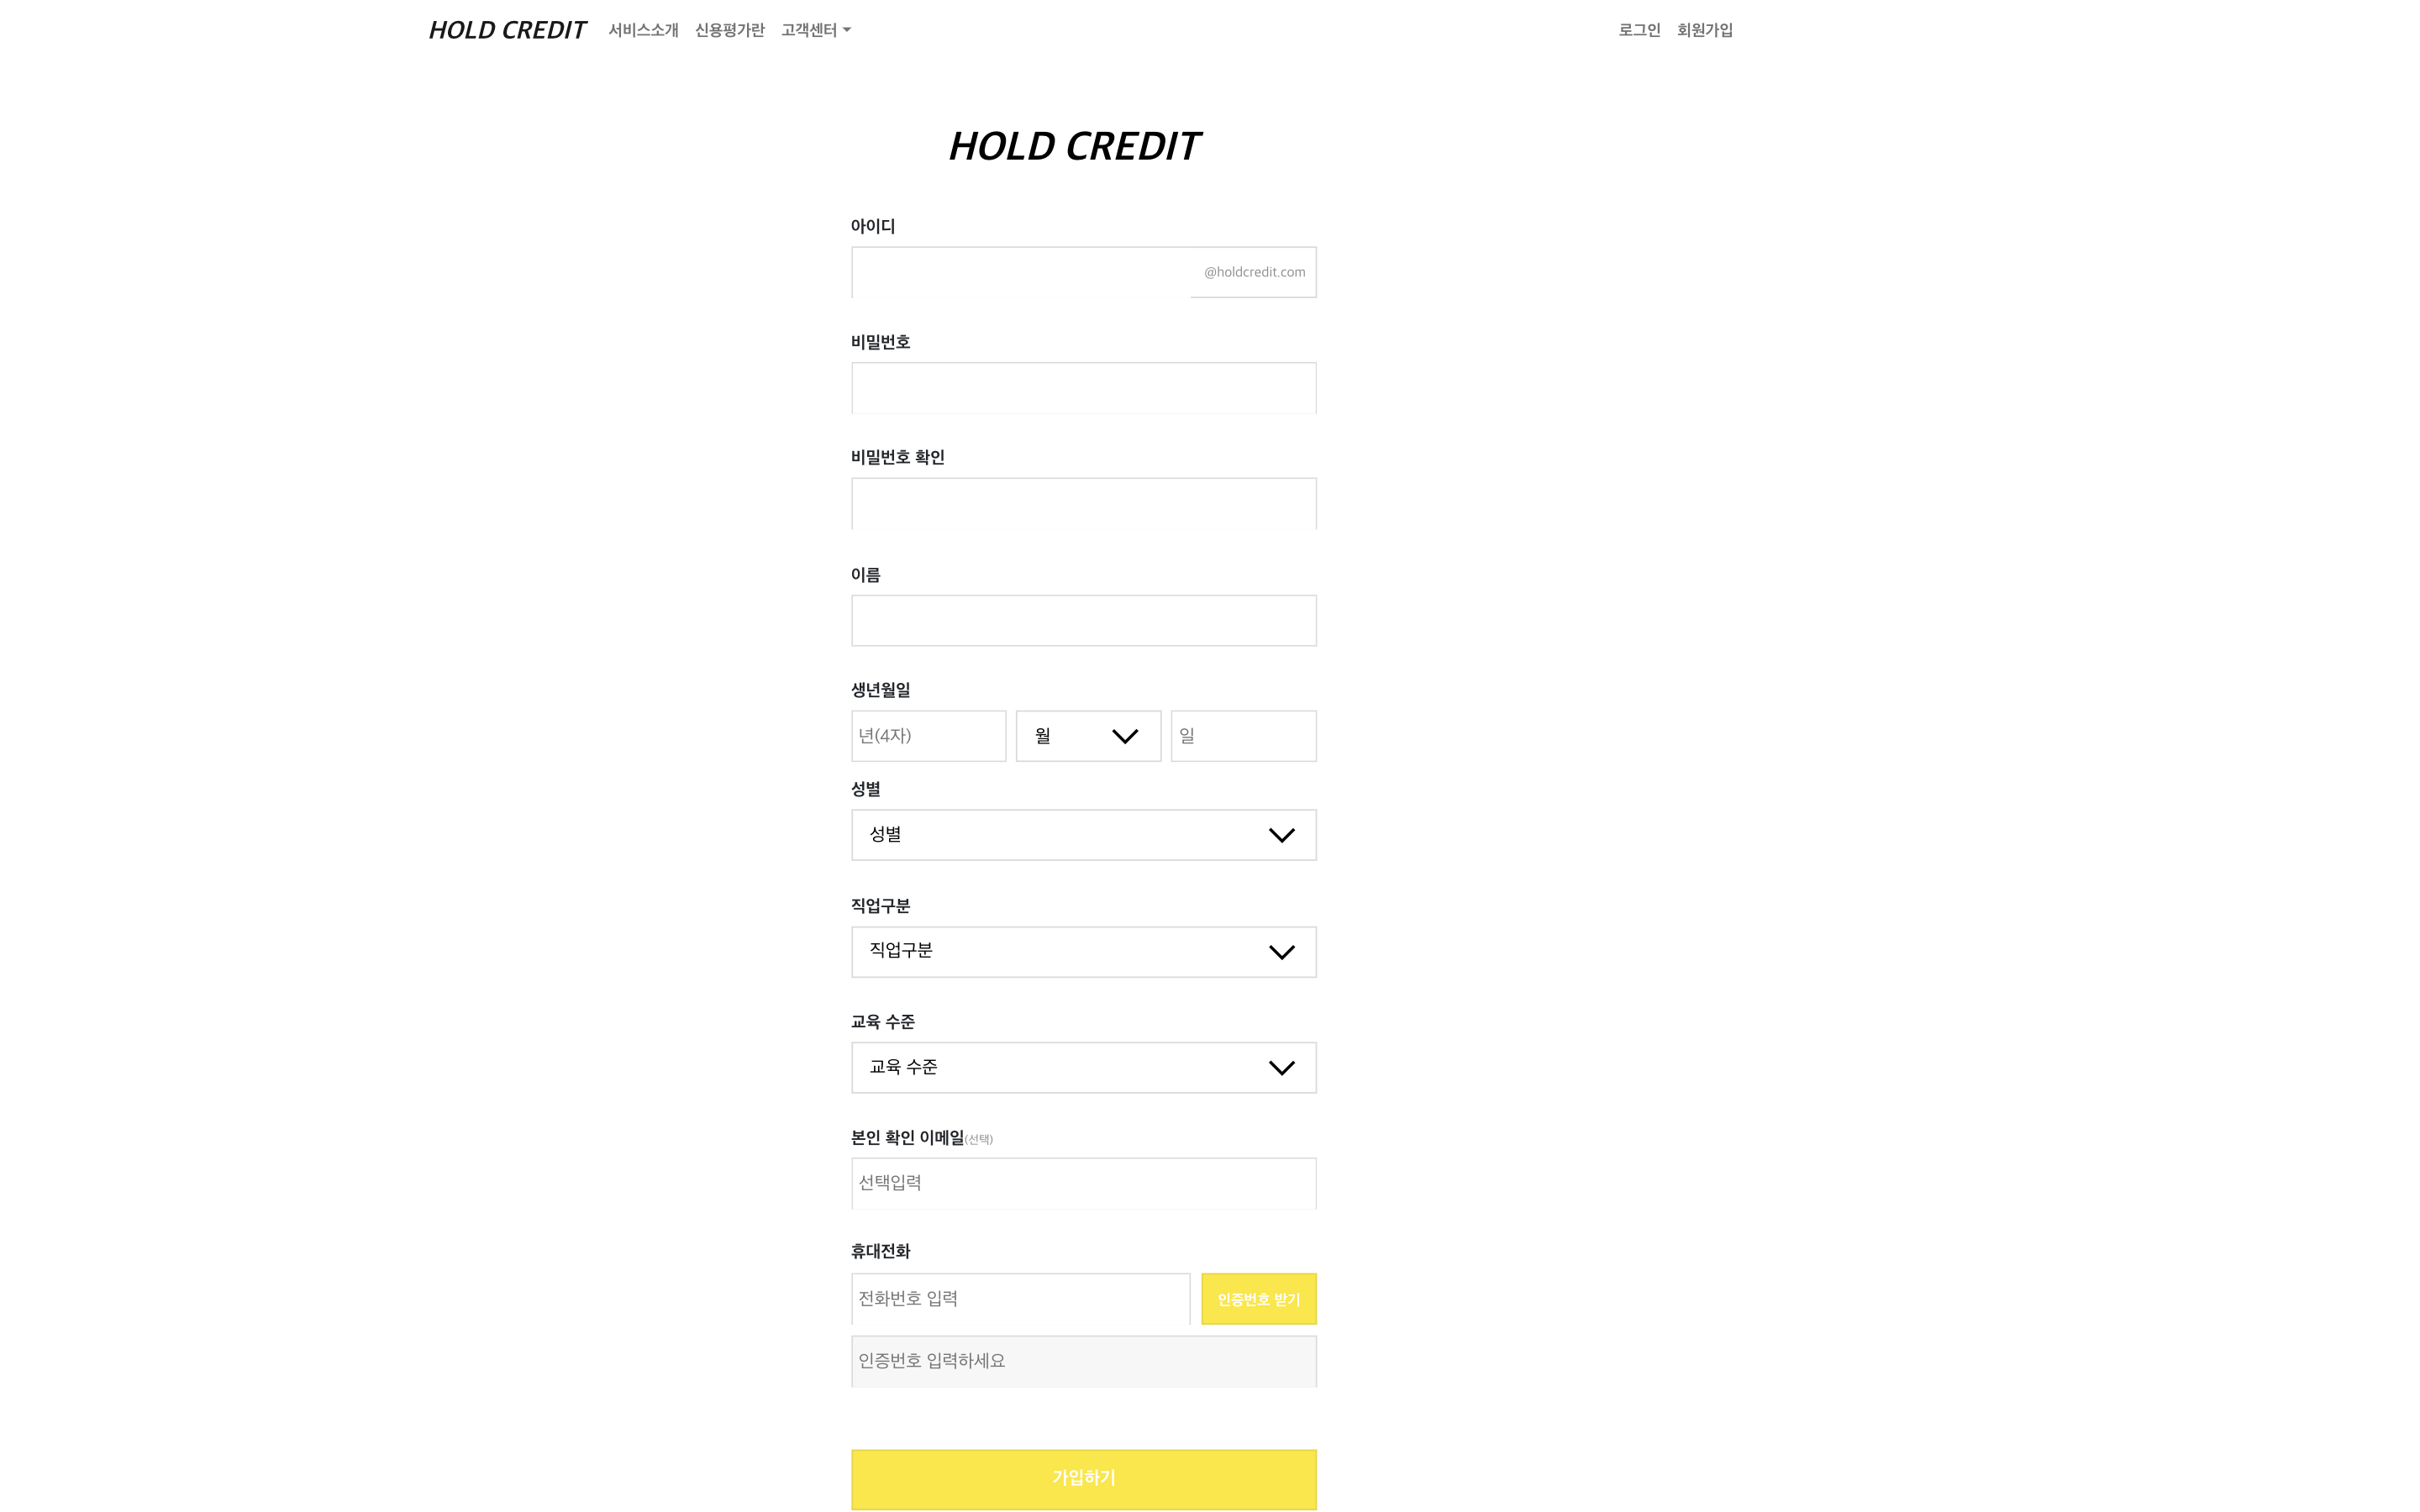 HOLD CREDIT 서비스소개 신용평가란 고객센터 로그인 회원가입
HOLD CREDIT
아이디
@holdcredit.com
비밀번호
비밀번호 확인
이름
생년월일
년(4자) 월 일
성별
성별
직업구분
직업구분
교육 수준
교육 수준
본인 확인 이메일(선택)
선택입력
휴대전화
전화번호 입력 인증번호 받기
인증번호 입력하세요
가입하기